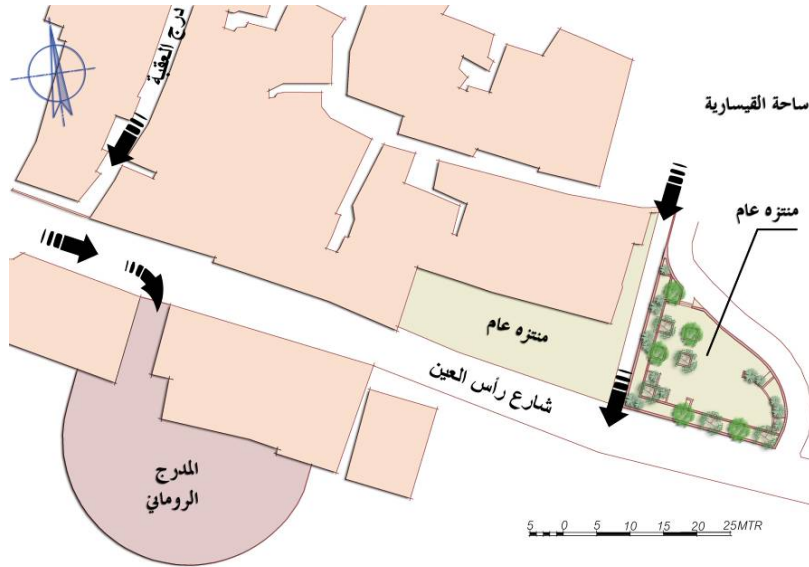 درج العقبة
ساحة القيسارية
منتزه عام
منتزه عام
شارع رأس العين
المدرج
الروماني
5 0 5 10 15 20 25MTR